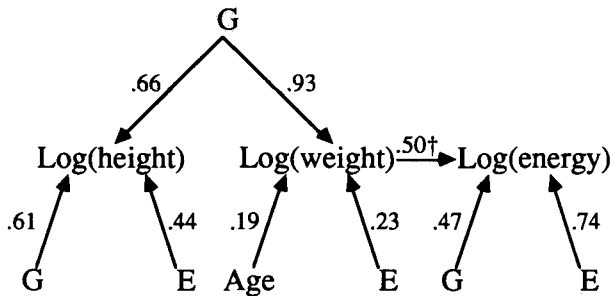 G
.66 .93
Log(height) Log(weight) .50† Log(energy)
.61 .44 .19 .23 .47 .74
G E Age E G E